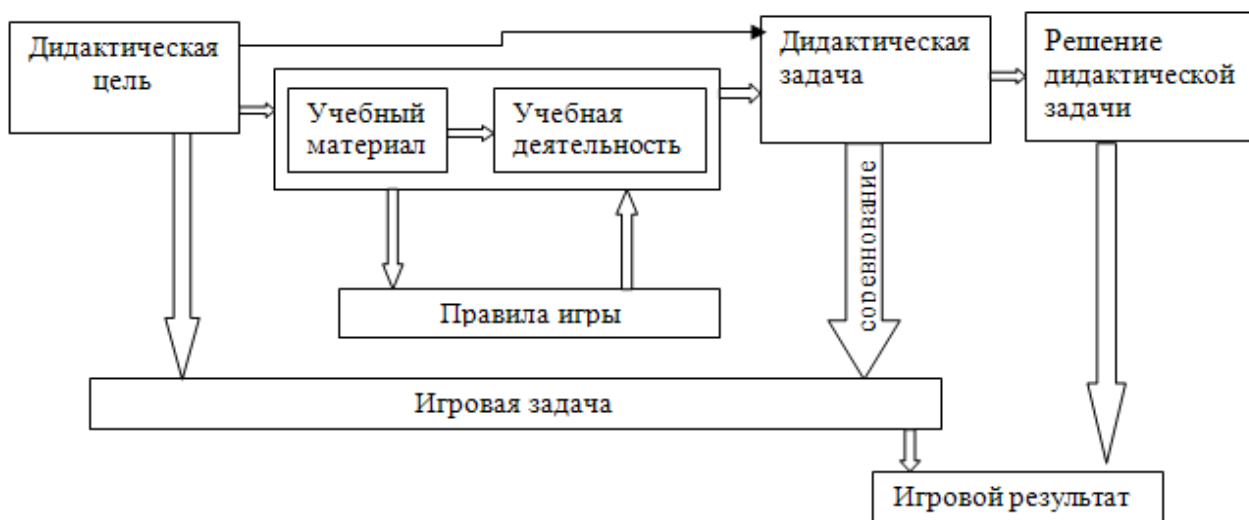 Дидактическая
цель
Учебный
материал
Учебная
деятельность
Дидактическая
задача
Решение
дидактической
задачи
соревнование
Правила игры
Игровая задача
Игровой результат